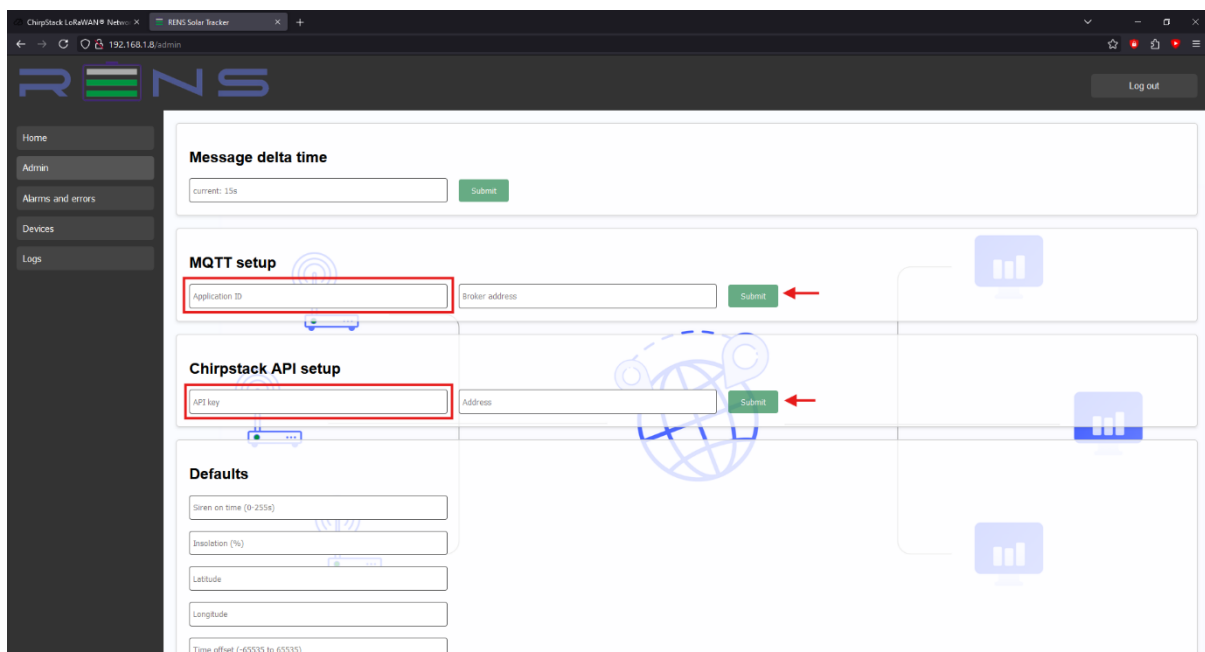 ChirpStack LoRaWAN® Netwo
RENS Solar Tracker
192.168.1.8/admin
RENS
Log out
Home
Admin
Alarms and errors
Devices
Logs
Message delta time
current: 15s
Submit
MQTT setup
Application ID
Broker address
Submit
Chirpstack API setup
API key
Address
Submit
Defaults
Siren on time (0-255s)
Insolation (%)
Latitude
Longitude
Time offset (-65535 to 65535)